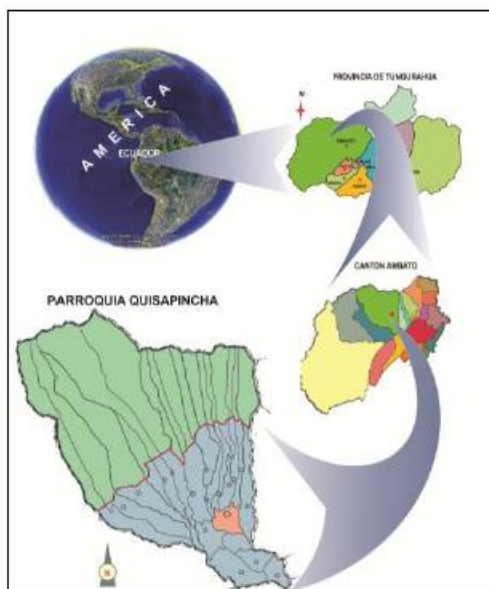 PROVINCIA DE TUNGURAHUA
N
AMERICA
ECUADOR
CANTON AMBATO
PARROQUIA QUISAPINCHA
N